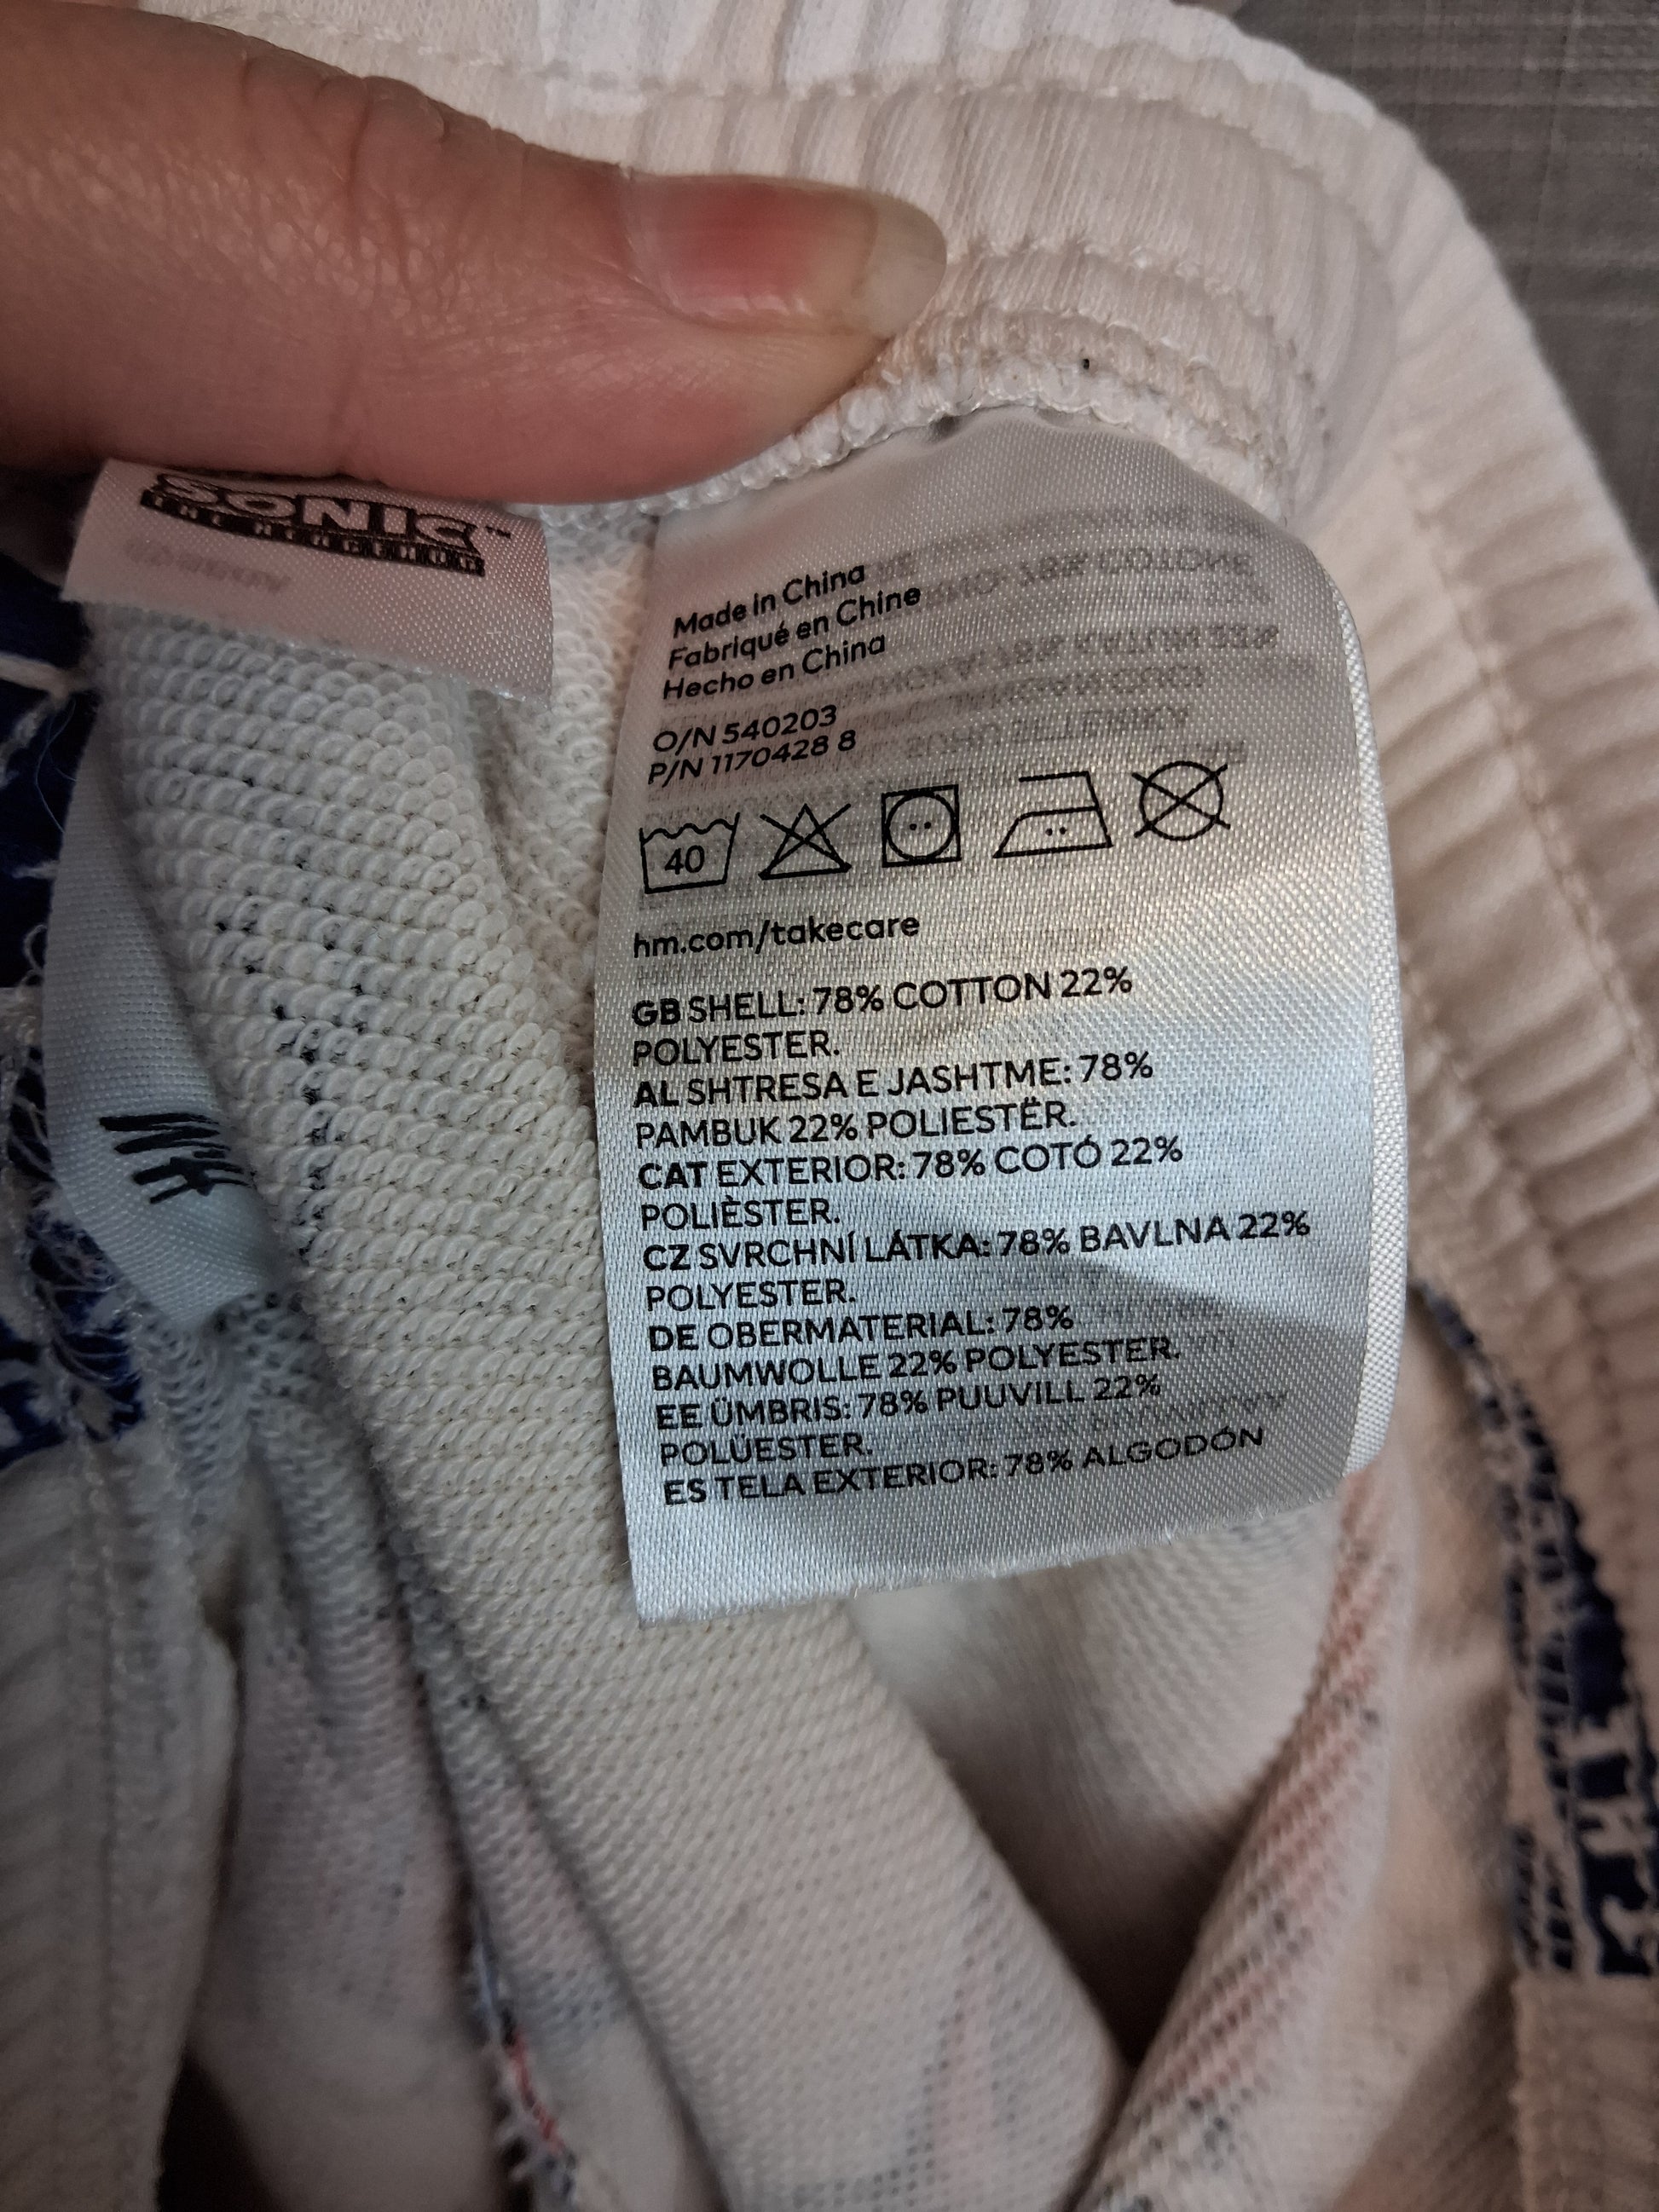 SONIC™
THE HEDGEHOG
Made in China
Fabriqué en Chine
Hecho en China
O/N 540203
P/N 1170428 8
40
hm.com/takecare
GB SHELL: 78% COTTON 22%
POLYESTER.
AL SHTRESA E JASHTME: 78%
PAMBUK 22% POLIESTËR.
CAT EXTERIOR: 78% COTÓ 22%
POLIÈSTER.
CZ SVRCHNÍ LÁTKA: 78% BAVLNA 22%
POLYESTER.
DE OBERMATERIAL: 78%
BAUMWOLLE 22% POLYESTER.
EE ÜMBRIS: 78% PUUVILL 22%
POLÜESTER.
ES TELA EXTERIOR: 78% ALGODÓN